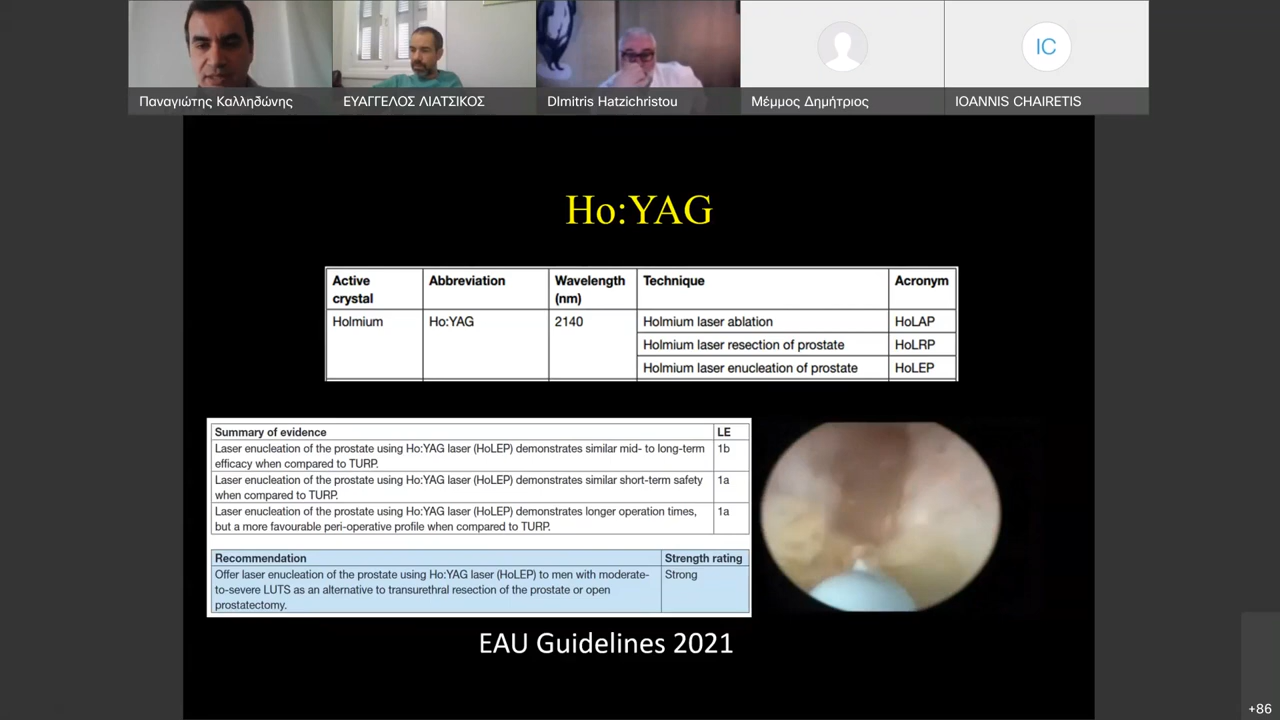 IC
Παναγιώτης Καλληδώνης
ΕΥΑΓΓΕΛΟΣ ΛΙΑΤΣΙΚΟΣ
DImitris Hatzichristou
Μέμμος Δημήτριος
IOANNIS CHAIRETIS
Ho:YAG
Active crystal
Abbreviation
Wavelength (nm)
Technique
Acronym
Holmium
Ho:YAG
2140
Holmium laser ablation
HoLAP
Holmium laser resection of prostate
HoLRP
Holmium laser enucleation of prostate
HoLEP
Summary of evidence
LE
Laser enucleation of the prostate using Ho:YAG laser (HoLEP) demonstrates similar mid- to long-term
efficacy when compared to TURP.
1b
Laser enucleation of the prostate using Ho:YAG laser (HoLEP) demonstrates similar short-term safety
when compared to TURP.
1a
Laser enucleation of the prostate using Ho:YAG laser (HoLEP) demonstrates longer operation times,
but a more favourable peri-operative profile when compared to TURP.
1a
Recommendation
Strength rating
Offer laser enucleation of the prostate using Ho:YAG laser (HoLEP) to men with moderate-
to-severe LUTS as an alternative to transurethral resection of the prostate or open
prostatectomy.
Strong
EAU Guidelines 2021
+86